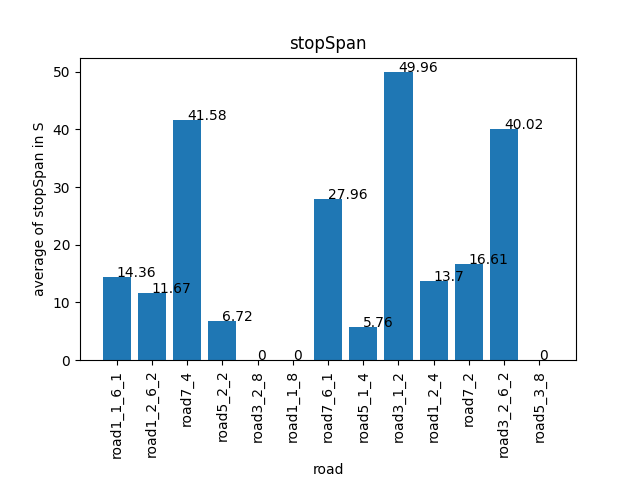 stopSpan
average of stopSpan in S
50
40
30
20
10
0
14.36
11.67
41.58
6.72
0
0
27.96
5.76
49.96
13.7
16.61
40.02
0
road1_1_6_1
road1_2_6_2
road7_4
road5_2_2
road3_2_8
road1_1_8
road7_6_1
road5_1_4
road3_1_2
road1_2_4
road7_2
road3_2_6_2
road5_3_8
road